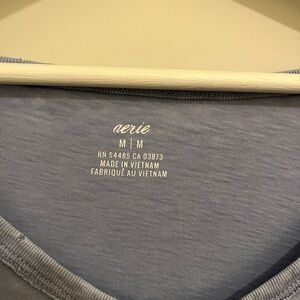 aerie
M | M
RN 54485 CA 03873
MADE IN VIETNAM
FABRIQUÉ AU VIETNAM